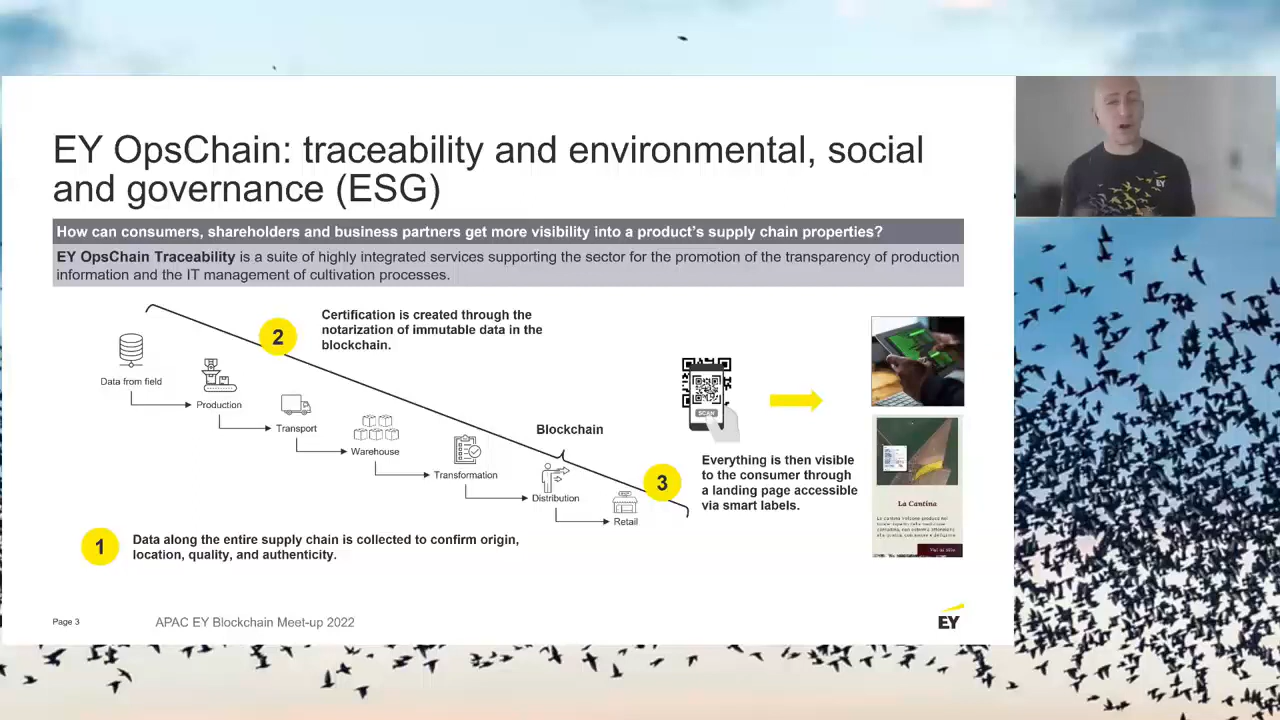 EY OpsChain: traceability and environmental, social
and governance (ESG)
How can consumers, shareholders and business partners get more visibility into a product's supply chain properties?
EY OpsChain Traceability is a suite of highly integrated services supporting the sector for the promotion of the transparency of production
information and the IT management of cultivation processes.
2
Certification is created through the
notarization of immutable data in the
blockchain.
Data from field
Production
Transport
Warehouse
Transformation
Distribution
Retail
Blockchain
SCAN
3
Everything is then visible
to the consumer through
a landing page accessible
via smart labels.
La Cantina
1
Data along the entire supply chain is collected to confirm origin,
location, quality, and authenticity.
Page 3
APAC EY Blockchain Meet-up 2022
EY
EY